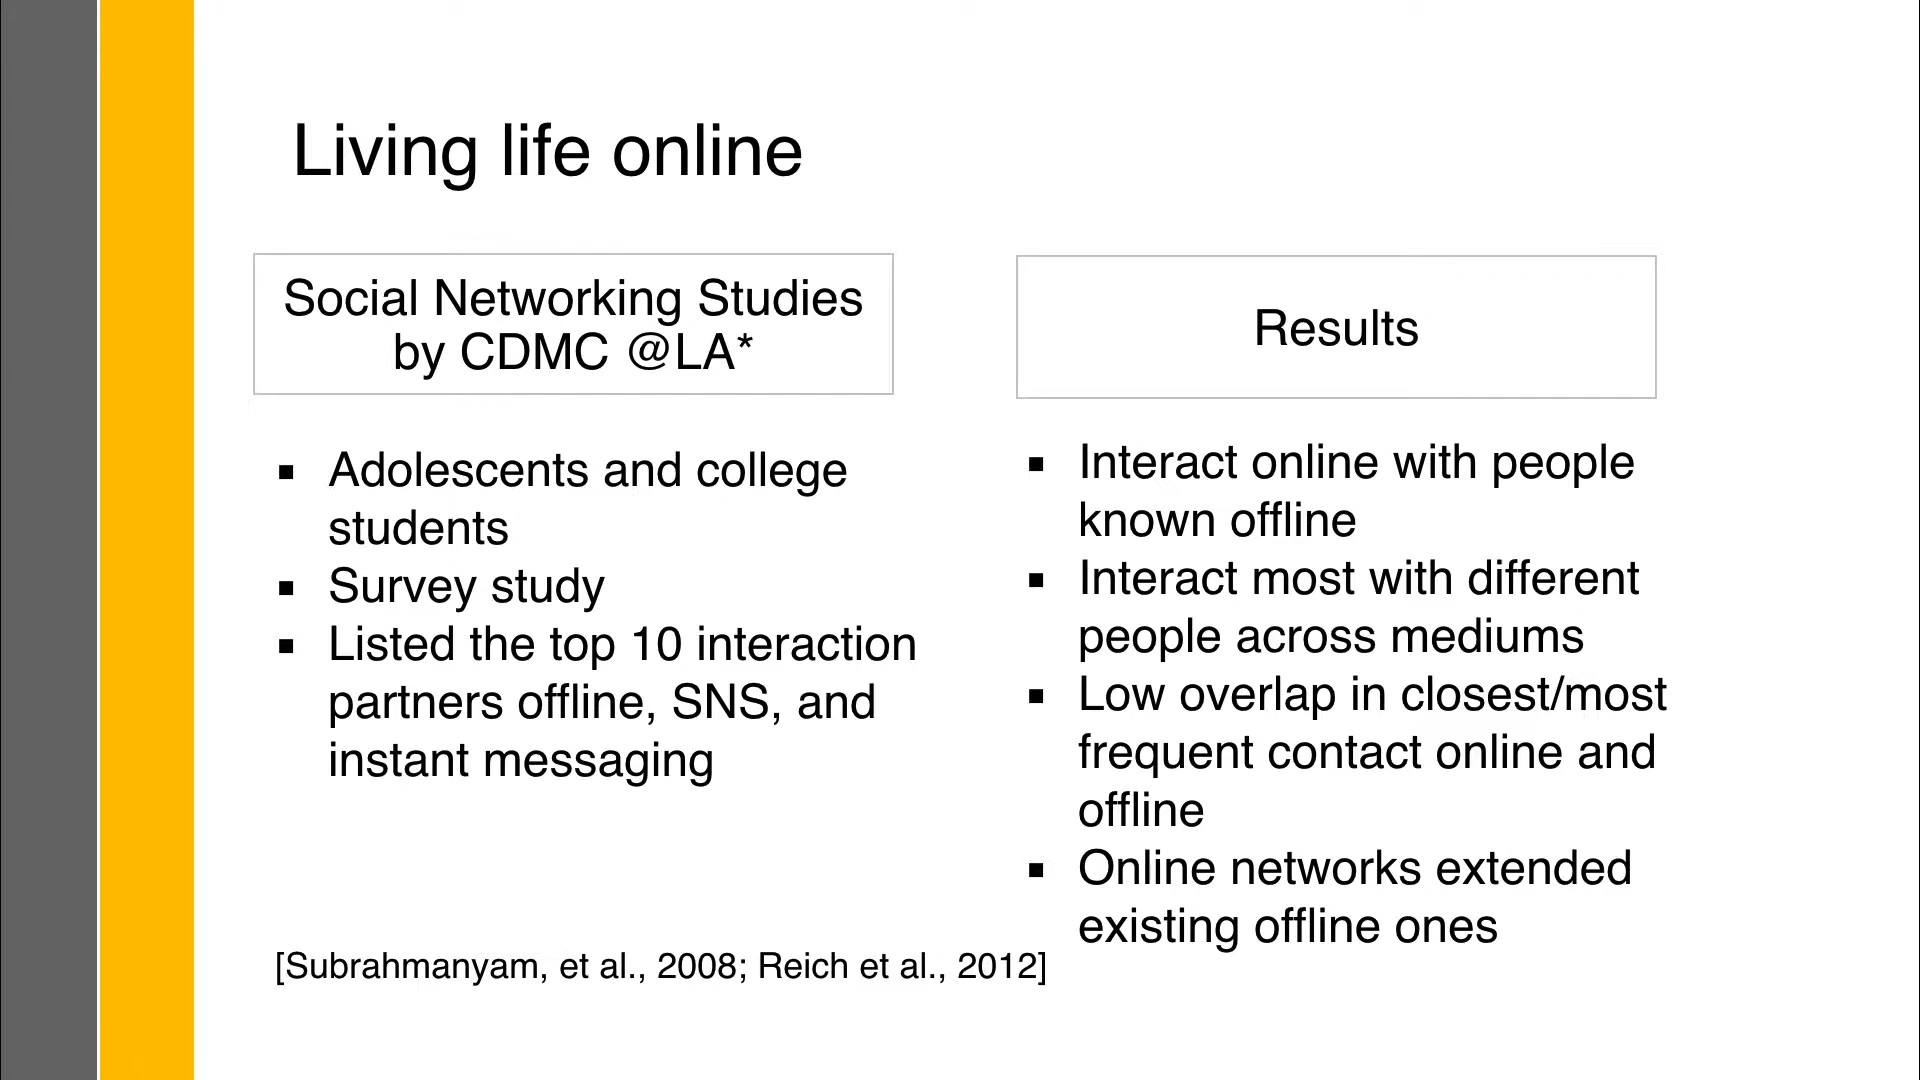 Living life online
Social Networking Studies
by CDMC @LA*
▪ Adolescents and college
students
▪ Survey study
▪ Listed the top 10 interaction
partners offline, SNS, and
instant messaging
Results
▪ Interact online with people
known offline
▪ Interact most with different
people across mediums
▪ Low overlap in closest/most
frequent contact online and
offline
▪ Online networks extended
existing offline ones
[Subrahmanyam, et al., 2008; Reich et al., 2012]